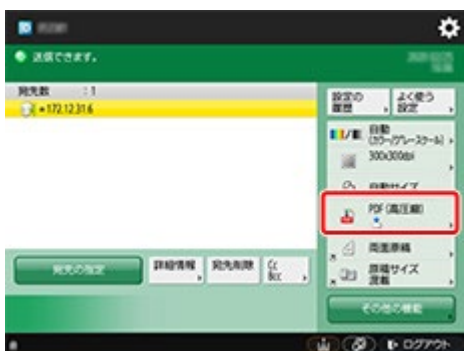 送信できます。
宛先数 :1
+172.12.31.6
設定の
履歴
よく使う
設定
自動
(カラー/グレースケール)
300x300dpi
自動サイズ
PDF (高圧縮)
両面原稿
原稿サイズ
混載
宛先の指定
詳細情報
宛先削除
Cc
Bcc
その他の機能
ログアウト